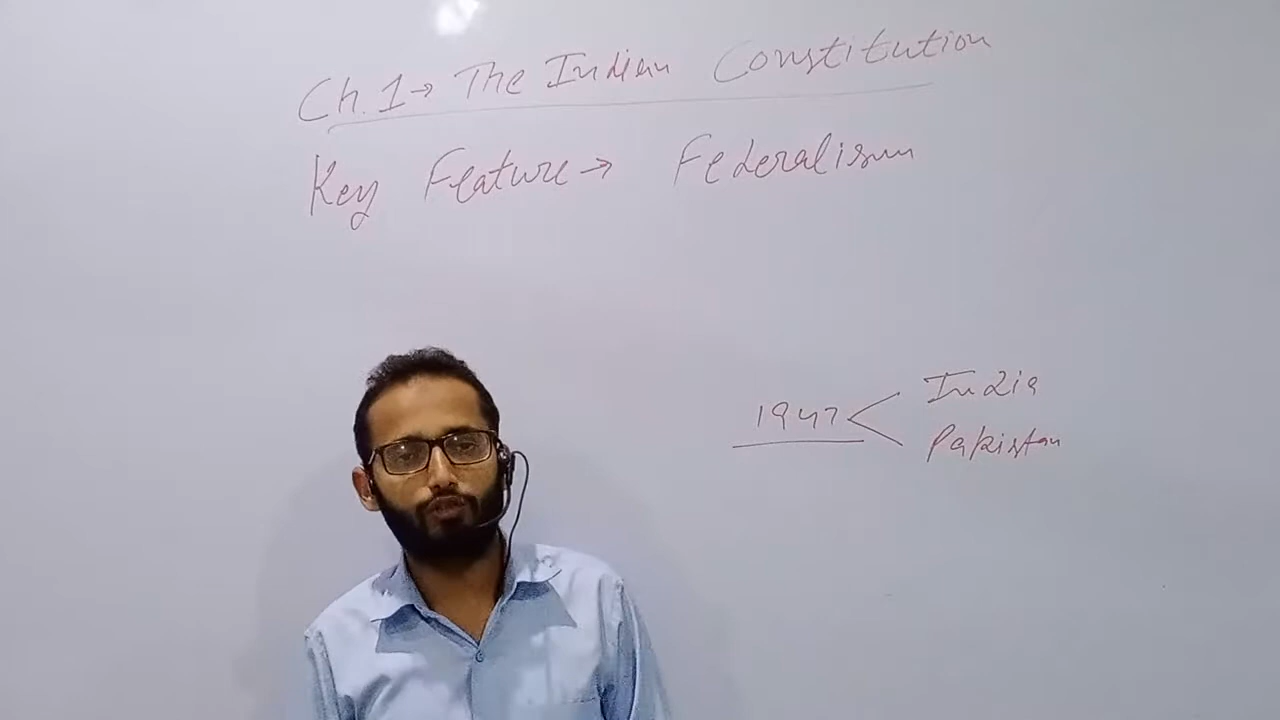 Ch.1→ The Indian Constitution
Key Feature→ Federalism
1947
India
Pakistan